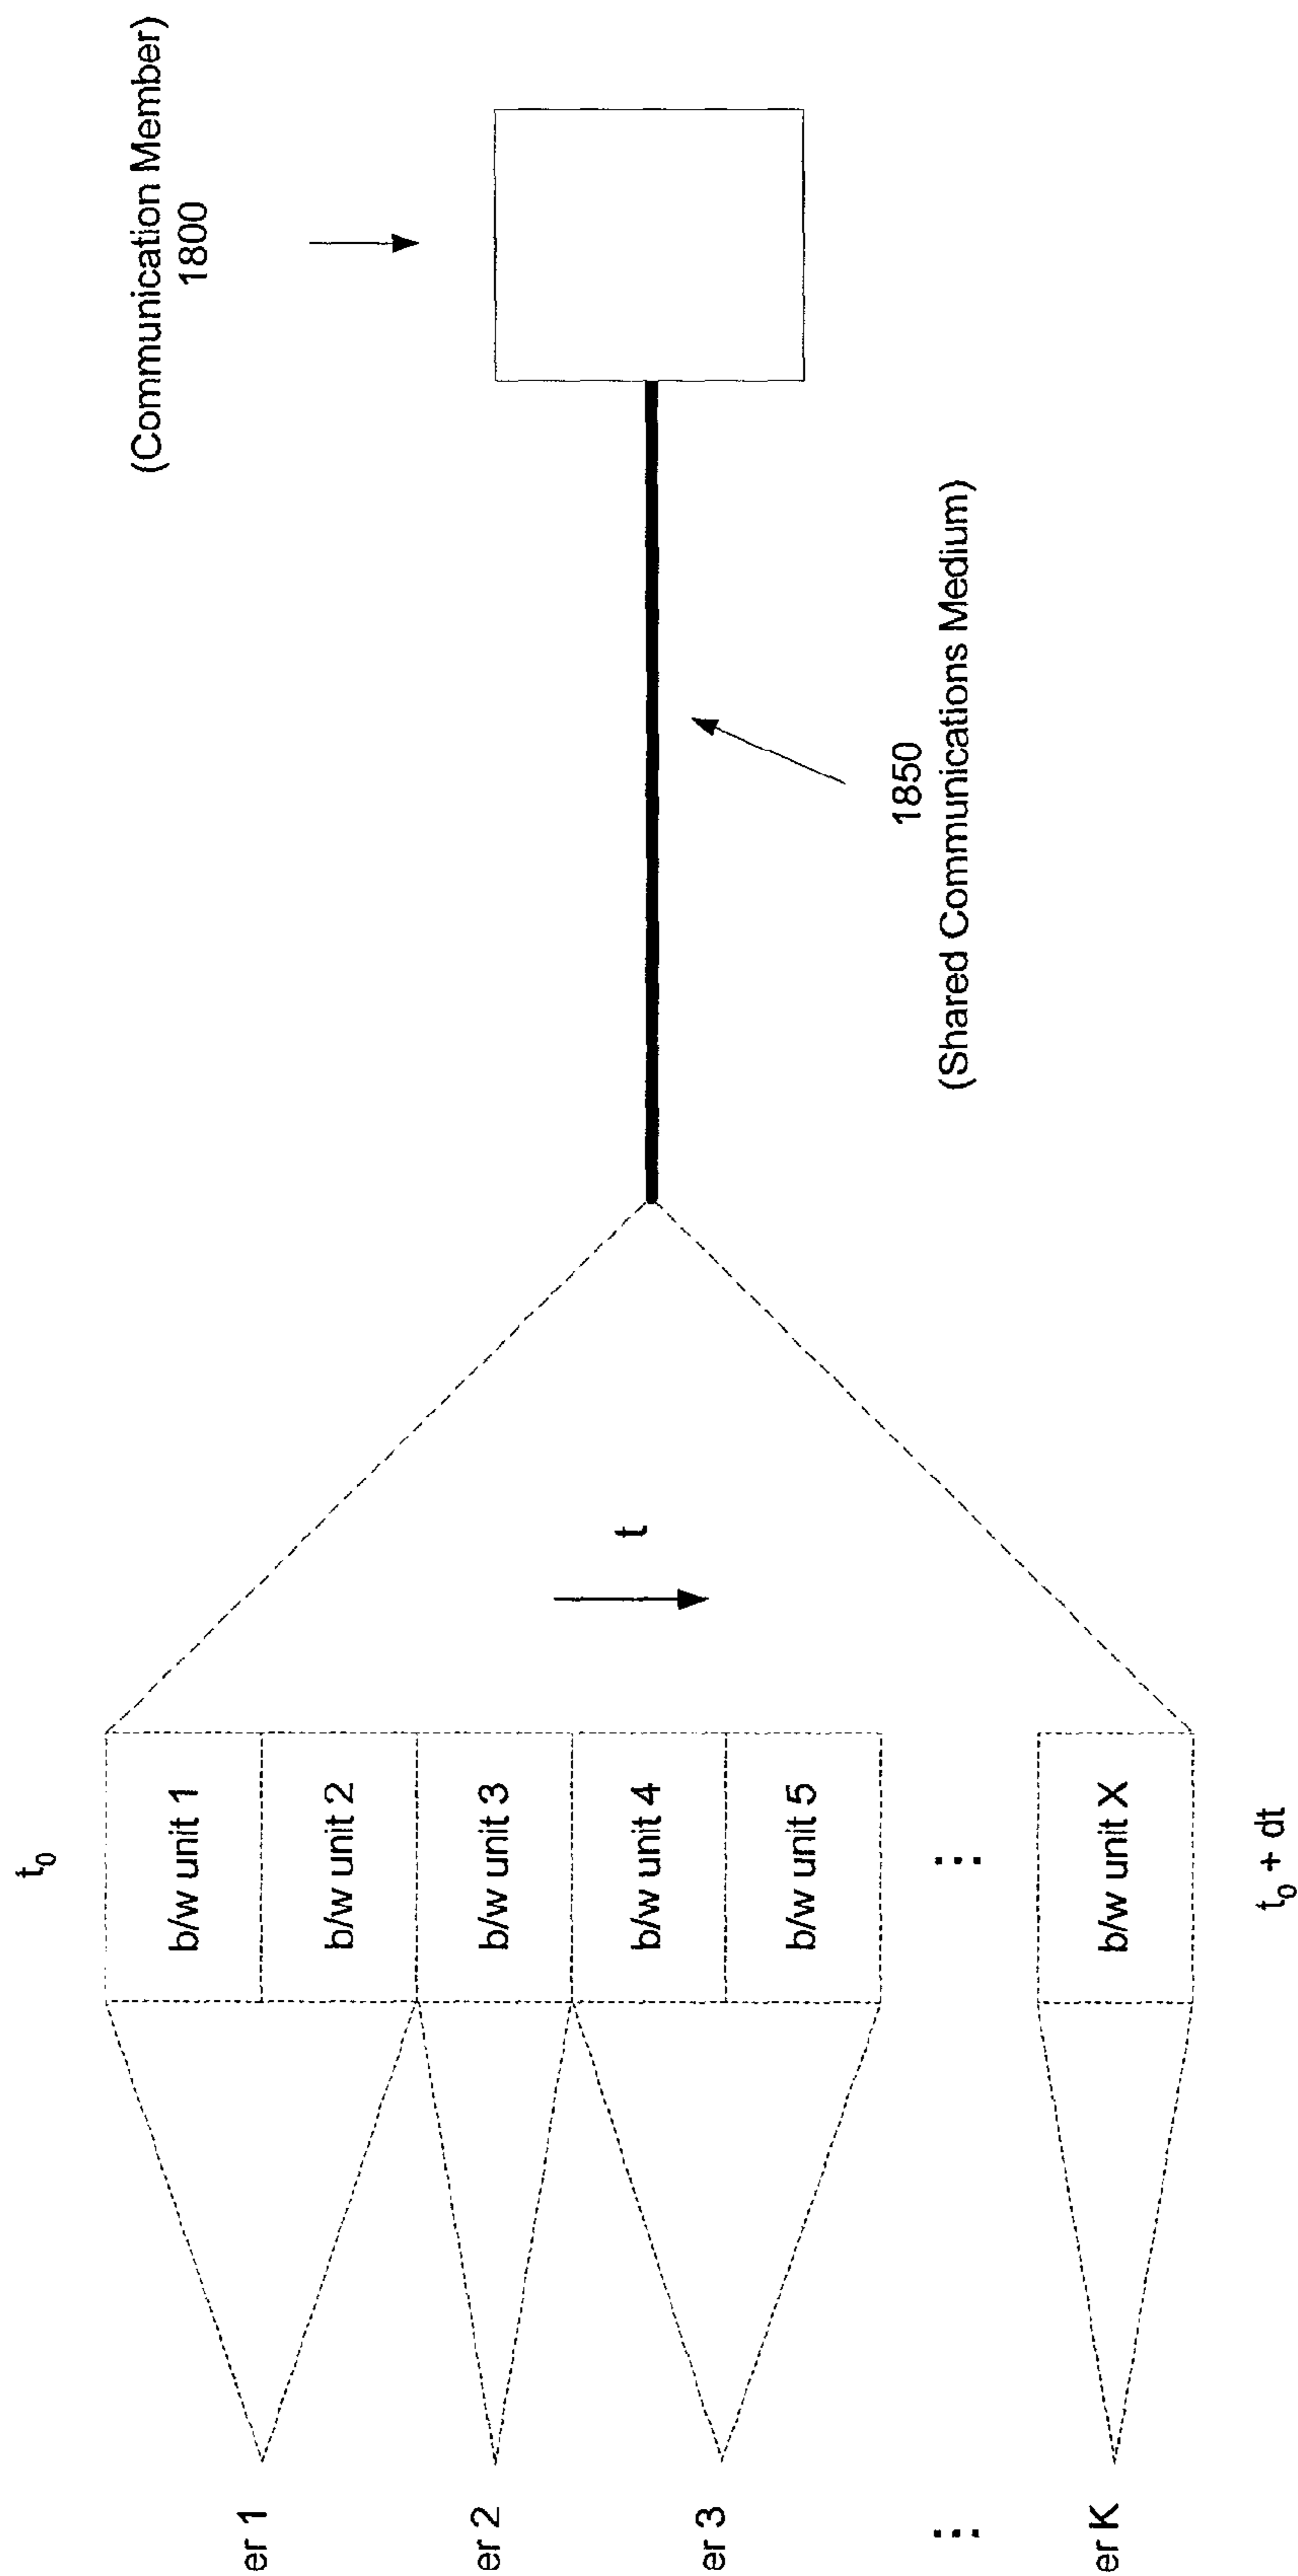 (Communication Member)
1800
1850
(Shared Communications Medium)
t
t₀
b/w unit 1
b/w unit 2
b/w unit 3
b/w unit 4
b/w unit 5
⋮
b/w unit X
t₀ + dt
er 1
er 2
er 3
⋮
er K